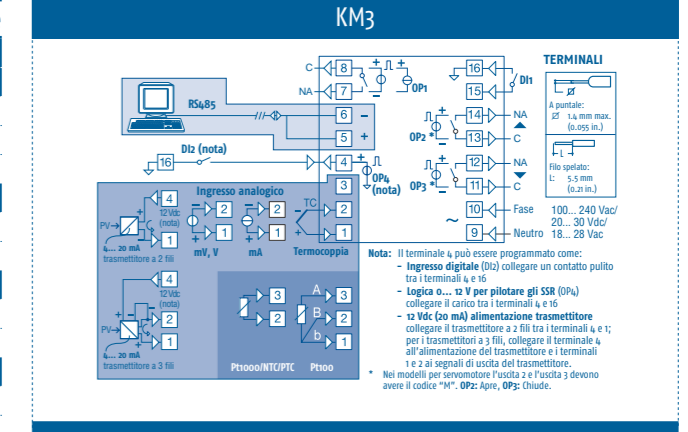 KM3
C
8
+
+
OP1
NA
7
RS485
6
-
5
+
DI2 (nota)
16
4
+
OP4
(nota)
3
16
DI1
15
14
NA
+
OP2 *
-
13
C
12
NA
+
OP3 *
-
11
C
10
Fase
~
9
Neutro
100... 240 Vac/
20... 30 Vdc/
18... 28 Vac
TERMINALI
A puntale:
Ø 1.4 mm max.
(0.055 in.)
L
Filo spelato:
L: 5.5 mm
(0.21 in.)
Ingresso analogico
4
12 Vdc
(nota)
PV
+
-
1
4... 20 mA
trasmettitore a 2 fili
2
+
1
mV, V
2
+
1
mA
TC
-
2
+
1
Termocoppia
4
12 Vdc
(nota)
PV
+
-
2
+
1
4... 20 mA
trasmettitore a 3 fili
3
2
Pt1000/NTC/PTC
A
3
B
2
b
1
Pt100
Nota: Il terminale 4 può essere programmato come:
- Ingresso digitale (DI2) collegare un contatto pulito
tra i terminali 4 e 16
- Logica 0... 12 V per pilotare gli SSR (OP4)
collegare il carico tra i terminali 4 e 16
- 12 Vdc (20 mA) alimentazione trasmettitore
collegare il trasmettitore a 2 fili tra i terminali 4 e 1;
per i trasmettitori a 3 fili, collegare il terminale 4
all'alimentazione del trasmettitore e i terminali
1 e 2 ai segnali di uscita del trasmettitore.
* Nei modelli per servomotore l'uscita 2 e l'uscita 3 devono
avere il codice "M". OP2: Apre, OP3: Chiude.